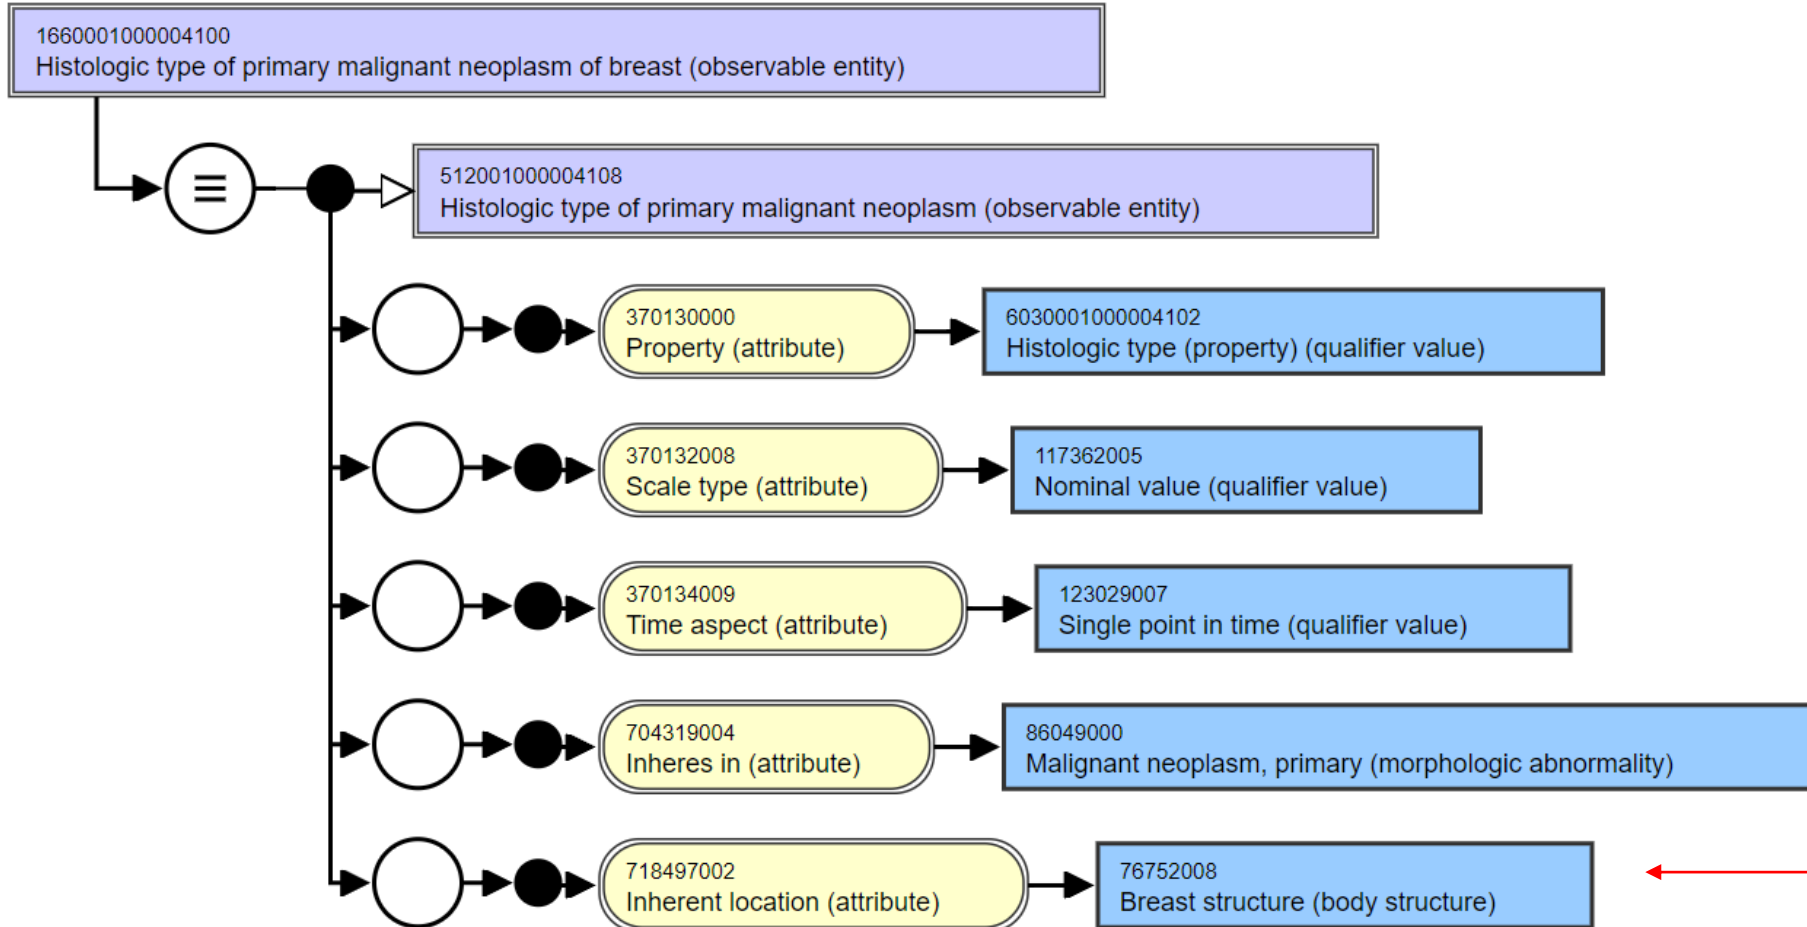 1660001000004100
Histologic type of primary malignant neoplasm of breast (observable entity)
512001000004108
Histologic type of primary malignant neoplasm (observable entity)
370130000
Property (attribute)
6030001000004102
Histologic type (property) (qualifier value)
370132008
Scale type (attribute)
117362005
Nominal value (qualifier value)
370134009
Time aspect (attribute)
123029007
Single point in time (qualifier value)
704319004
Inheres in (attribute)
86049000
Malignant neoplasm, primary (morphologic abnormality)
718497002
Inherent location (attribute)
76752008
Breast structure (body structure)